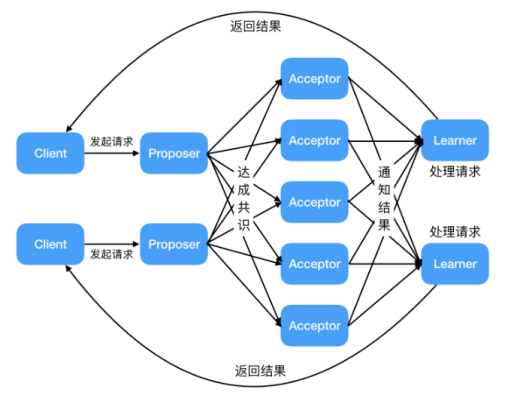 返回结果
Acceptor
Client
发起请求
Proposer
Acceptor
Learner
处理请求
达成共识
Acceptor
通知结果
Client
发起请求
Proposer
Acceptor
处理请求
Learner
Acceptor
返回结果